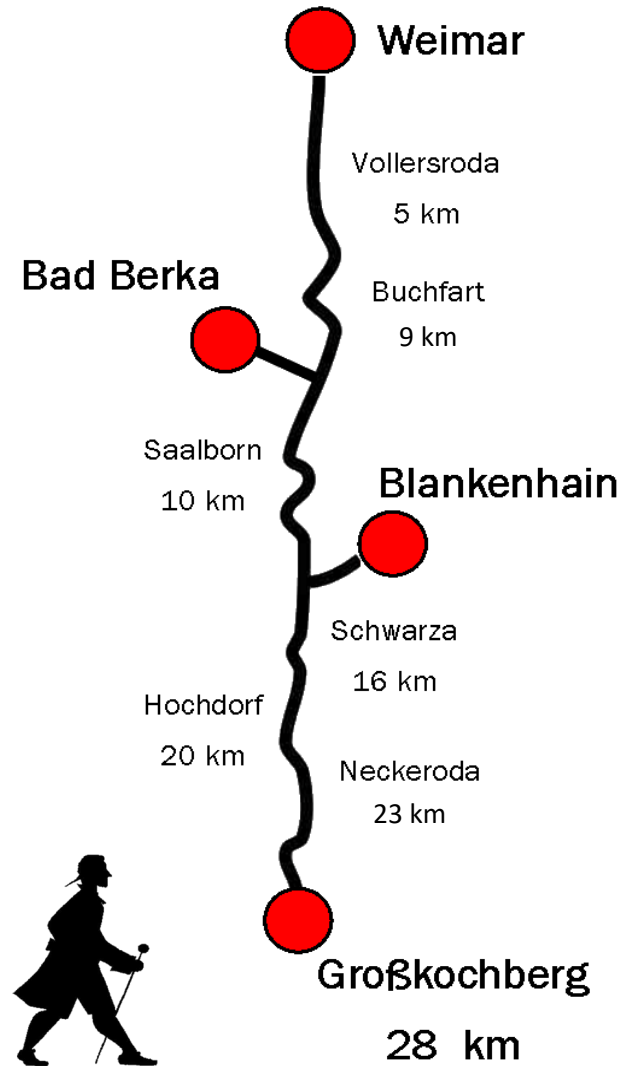 Weimar
Vollersroda
5 km
Bad Berka
Buchfart
9 km
Saalborn
10 km
Blankenhain
Schwarza
16 km
Hochdorf
20 km
Neckeroda
23 km
Großkochberg
28 km